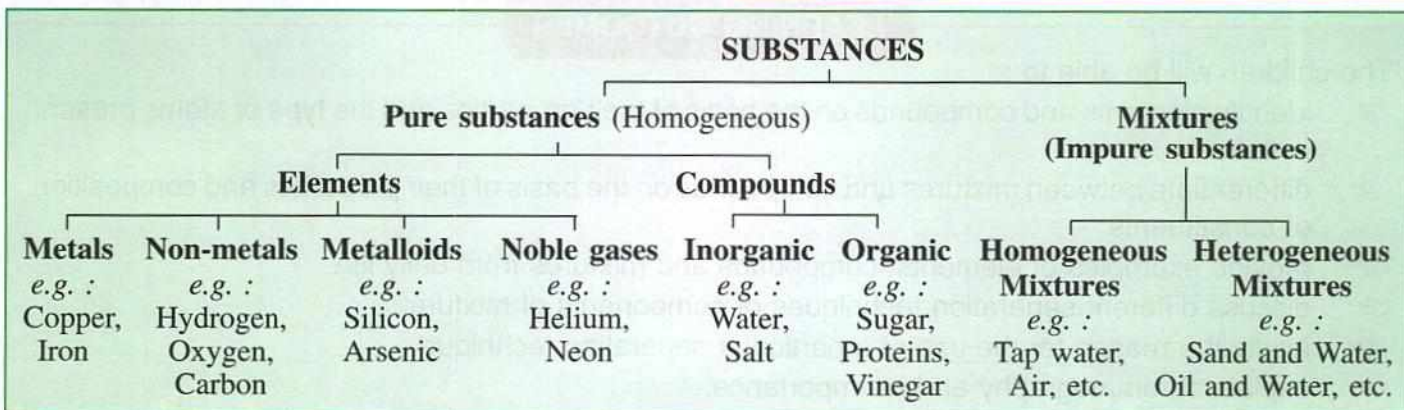 SUBSTANCES
Pure substances (Homogeneous)
Mixtures
(Impure substances)
Elements
Compounds
Metals
e.g. :
Copper,
Iron
Non-metals
e.g. :
Hydrogen,
Oxygen,
Carbon
Metalloids
e.g. :
Silicon,
Arsenic
Noble gases
e.g. :
Helium,
Neon
Inorganic
e.g. :
Water,
Salt
Organic
e.g. :
Sugar,
Proteins,
Vinegar
Homogeneous
Mixtures
e.g. :
Tap water,
Air, etc.
Heterogeneous
Mixtures
e.g. :
Sand and Water,
Oil and Water, etc.